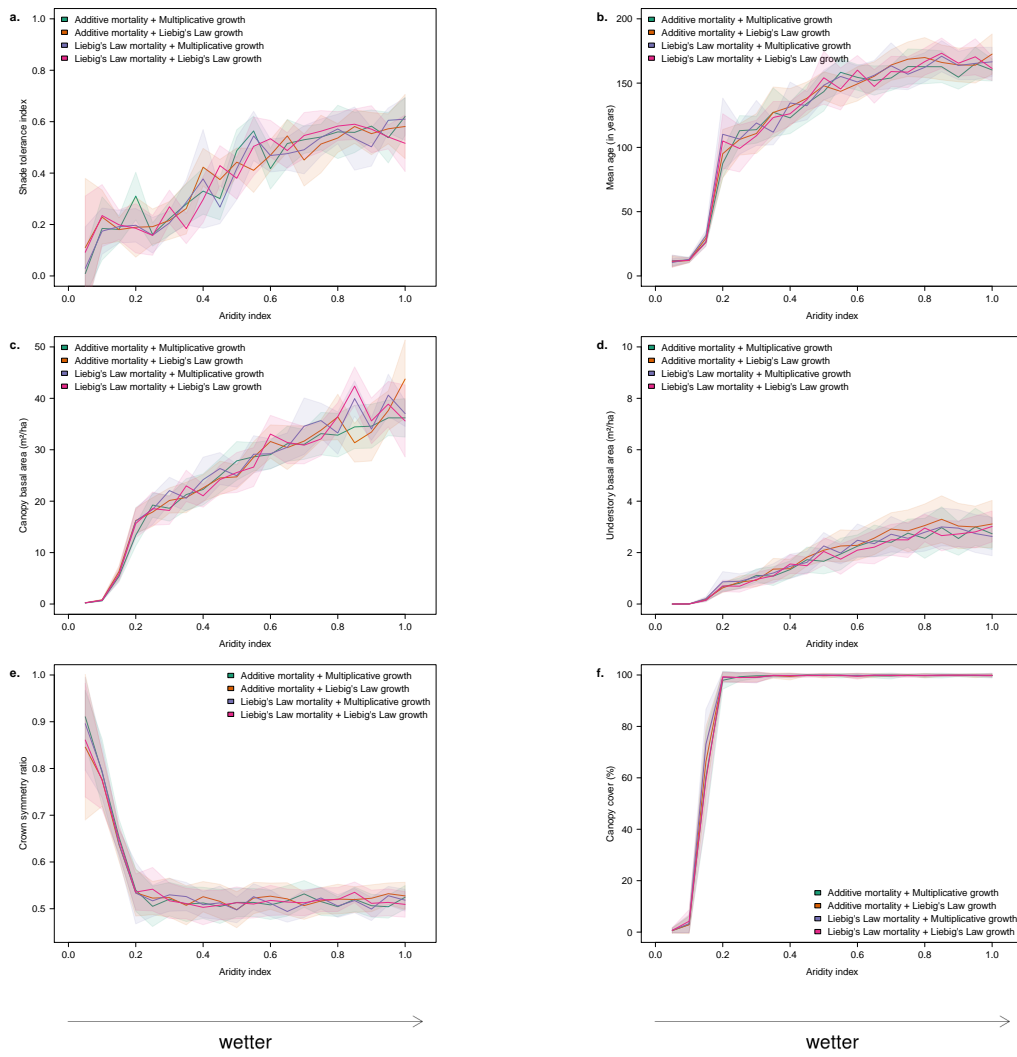 a.
Additive mortality + Multiplicative growth
Additive mortality + Liebig's Law growth
Liebig's Law mortality + Multiplicative growth
Liebig's Law mortality + Liebig's Law growth
Shade tolerance index
1.0
0.8
0.6
0.4
0.2
0.0
0.0 0.2 0.4 0.6 0.8 1.0
Aridity index
b.
Additive mortality + Multiplicative growth
Additive mortality + Liebig's Law growth
Liebig's Law mortality + Multiplicative growth
Liebig's Law mortality + Liebig's Law growth
Mean age (in years)
200
150
100
50
0
0.0 0.2 0.4 0.6 0.8 1.0
Aridity index
c.
Additive mortality + Multiplicative growth
Additive mortality + Liebig's Law growth
Liebig's Law mortality + Multiplicative growth
Liebig's Law mortality + Liebig's Law growth
Canopy basal area (m²/ha)
50
40
30
20
10
0
0.0 0.2 0.4 0.6 0.8 1.0
Aridity index
d.
Additive mortality + Multiplicative growth
Additive mortality + Liebig's Law growth
Liebig's Law mortality + Multiplicative growth
Liebig's Law mortality + Liebig's Law growth
Understory basal area (m²/ha)
10
8
6
4
2
0
0.0 0.2 0.4 0.6 0.8 1.0
Aridity index
e.
Additive mortality + Multiplicative growth
Additive mortality + Liebig's Law growth
Liebig's Law mortality + Multiplicative growth
Liebig's Law mortality + Liebig's Law growth
Crown symmetry ratio
1.0
0.9
0.8
0.7
0.6
0.5
0.0 0.2 0.4 0.6 0.8 1.0
Aridity index
f.
Canopy cover (%)
100
80
60
40
20
0
Additive mortality + Multiplicative growth
Additive mortality + Liebig's Law growth
Liebig's Law mortality + Multiplicative growth
Liebig's Law mortality + Liebig's Law growth
0.0 0.2 0.4 0.6 0.8 1.0
Aridity index
wetter
wetter